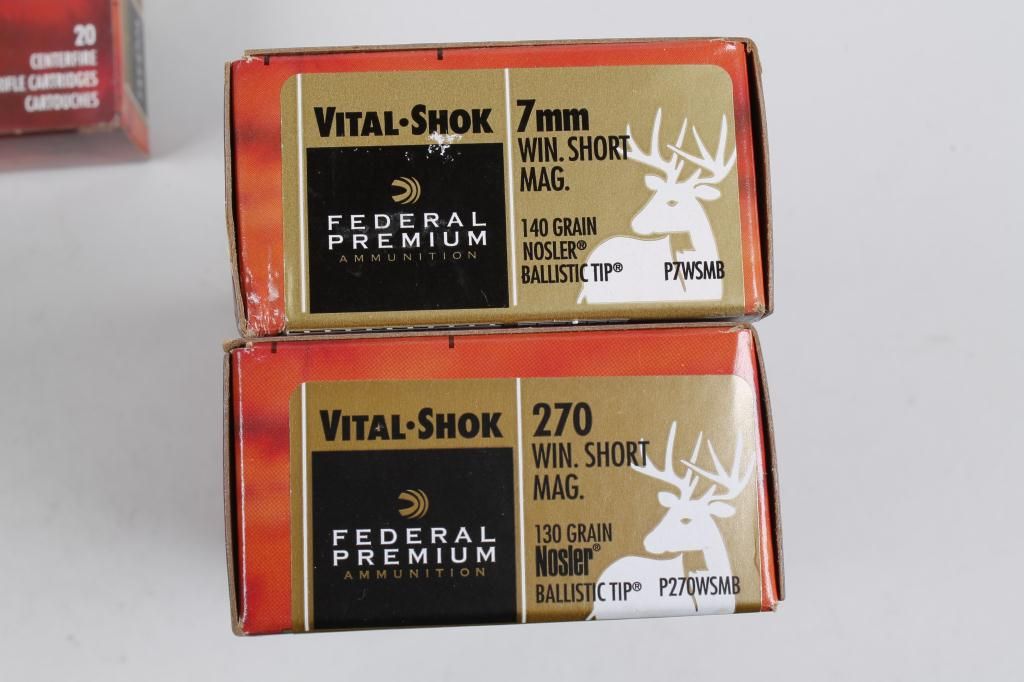 20
CENTERFIRE
RIFLE CARTRIDGES
CARTOUCHES
VITAL•SHOK
FEDERAL
PREMIUM
AMMUNITION
7mm
WIN. SHORT
MAG.
140 GRAIN
NOSLER®
BALLISTIC TIP®
P7WSMB
VITAL•SHOK
FEDERAL
PREMIUM
AMMUNITION
270
WIN. SHORT
MAG.
130 GRAIN
Nosler®
BALLISTIC TIP®
P270WSMB